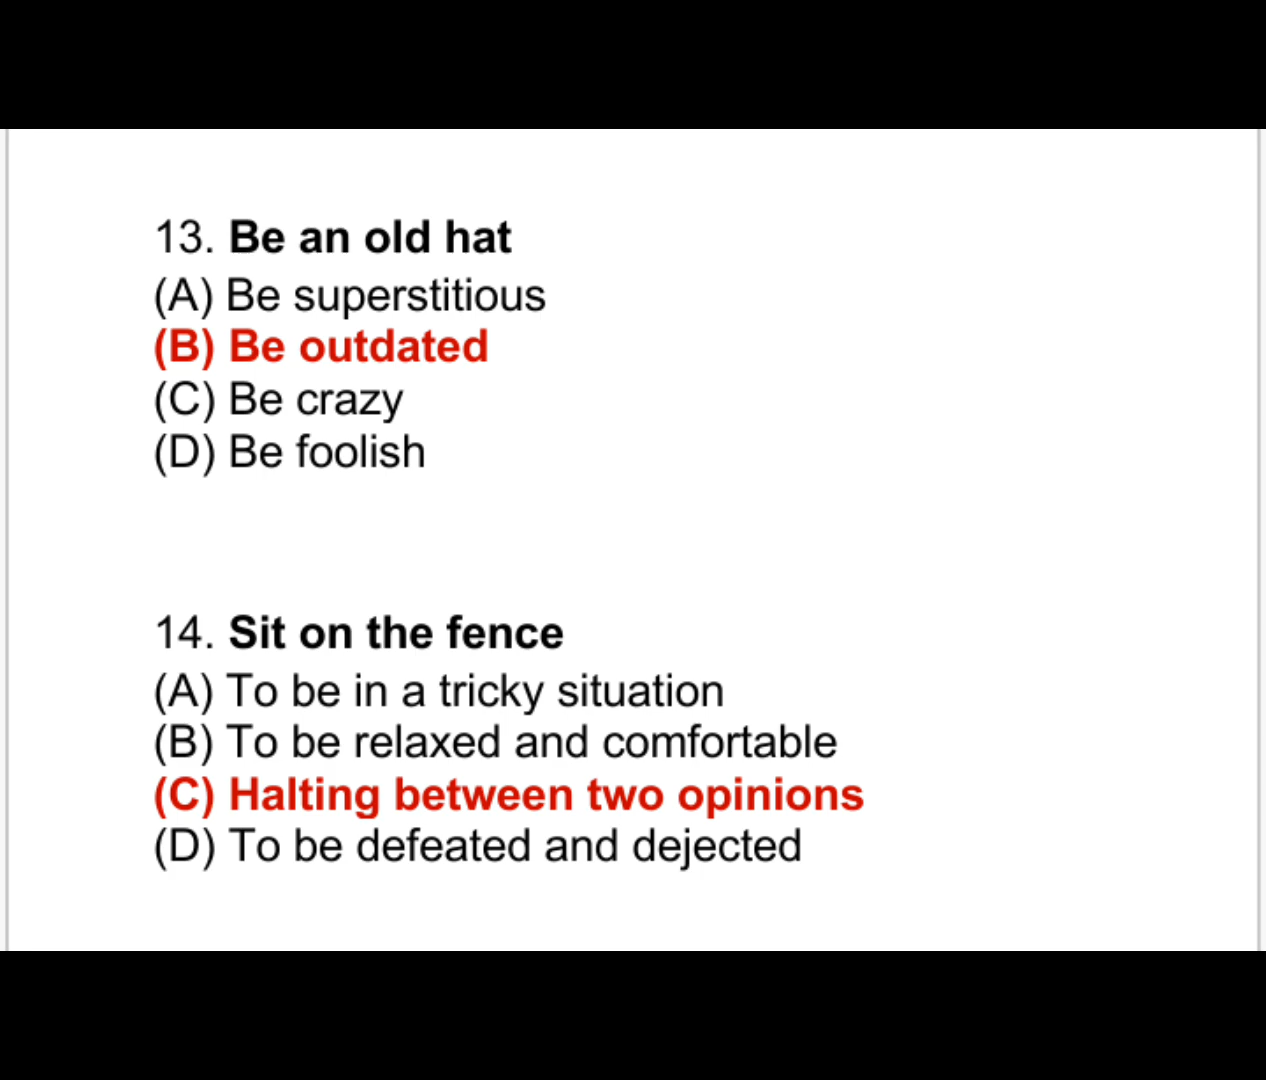 13. Be an old hat
(A) Be superstitious
(B) Be outdated
(C) Be crazy
(D) Be foolish
14. Sit on the fence
(A) To be in a tricky situation
(B) To be relaxed and comfortable
(C) Halting between two opinions
(D) To be defeated and dejected